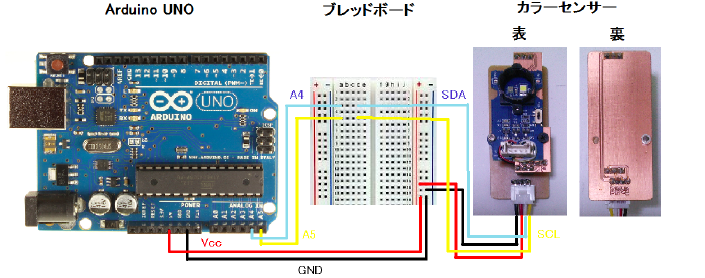 Arduino UNO
ブレッドボード
カラーセンサー
表
裏
A4
SDA
UNO
ARDUINO
DIGITAL (PWM~)
POWER
ANALOG IN
A5
SOL
Vcc
GND